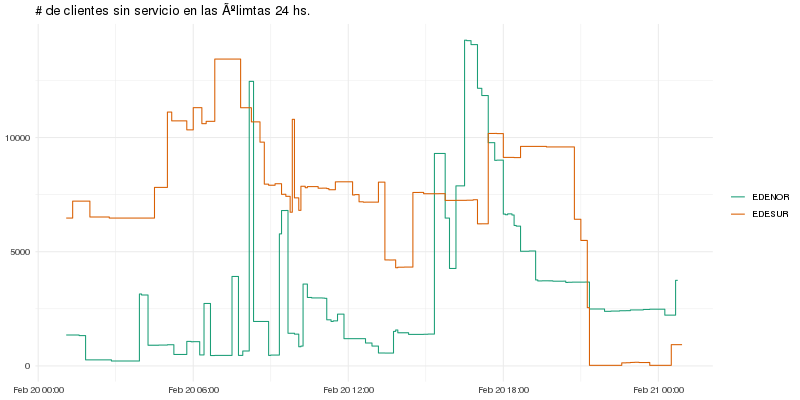 # de clientes sin servicio en las Ãºlimtas 24 hs.
10000
5000
0
Feb 20 00:00
Feb 20 06:00
Feb 20 12:00
Feb 20 18:00
Feb 21 00:00
EDENOR
EDESUR